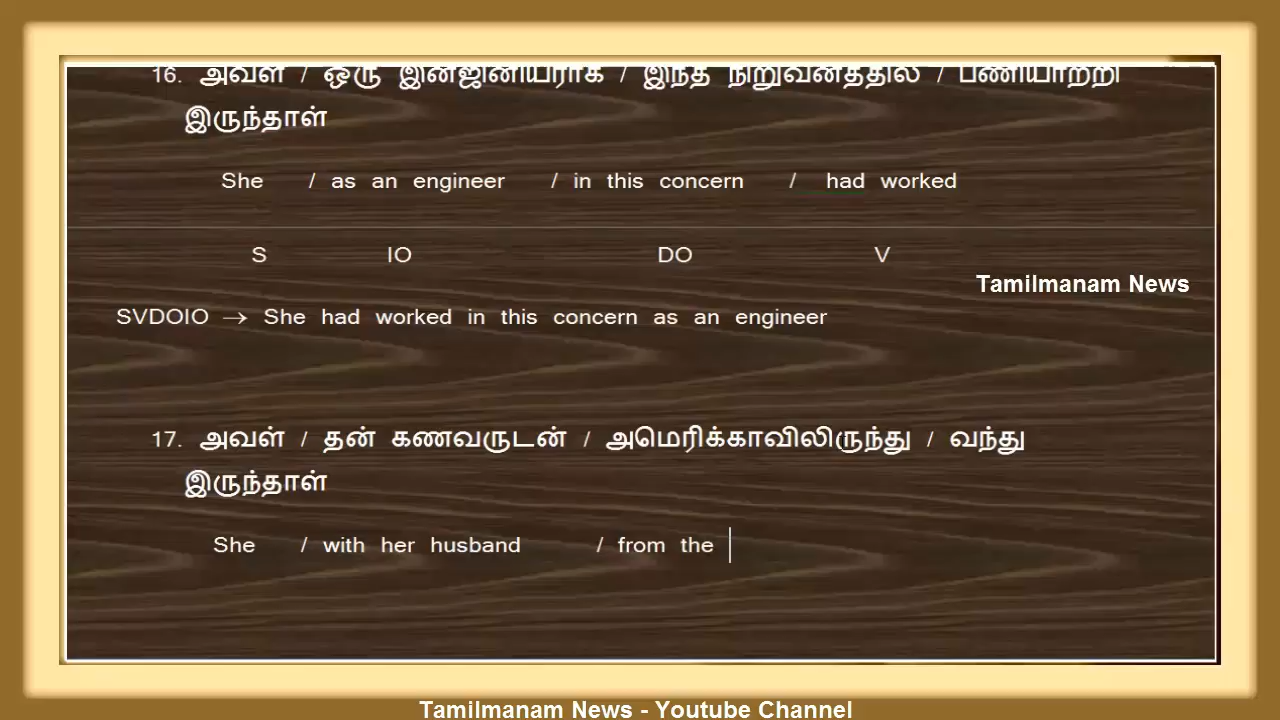 16. அவள் / ஒரு இன்ஜினியராக / இந்த நிறுவனத்தில் / பணியாற்றி
இருந்தாள்
She / as an engineer / in this concern / had worked
S IO DO V
Tamilmanam News
SVDOIO → She had worked in this concern as an engineer
17. அவள் / தன் கணவருடன் / அமெரிக்காவிலிருந்து / வந்து
இருந்தாள்
She / with her husband / from the
Tamilmanam News - Youtube Channel